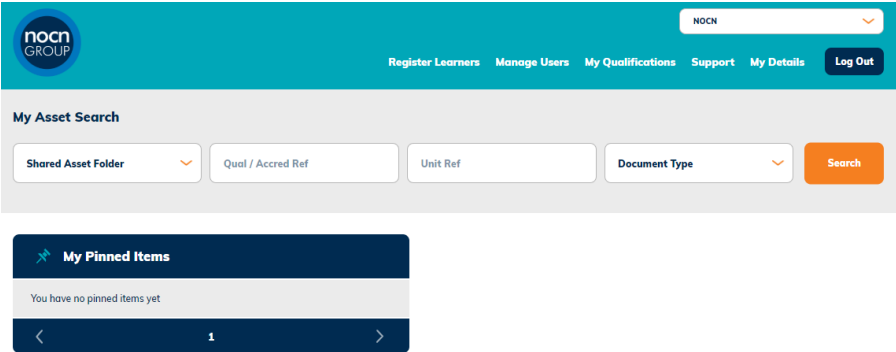 nocn
GROUP
NOCN
Register Learners Manage Users My Qualifications Support My Details Log Out
My Asset Search
Shared Asset Folder Qual / Accred Ref Unit Ref Document Type Search
My Pinned Items
You have no pinned items yet
1